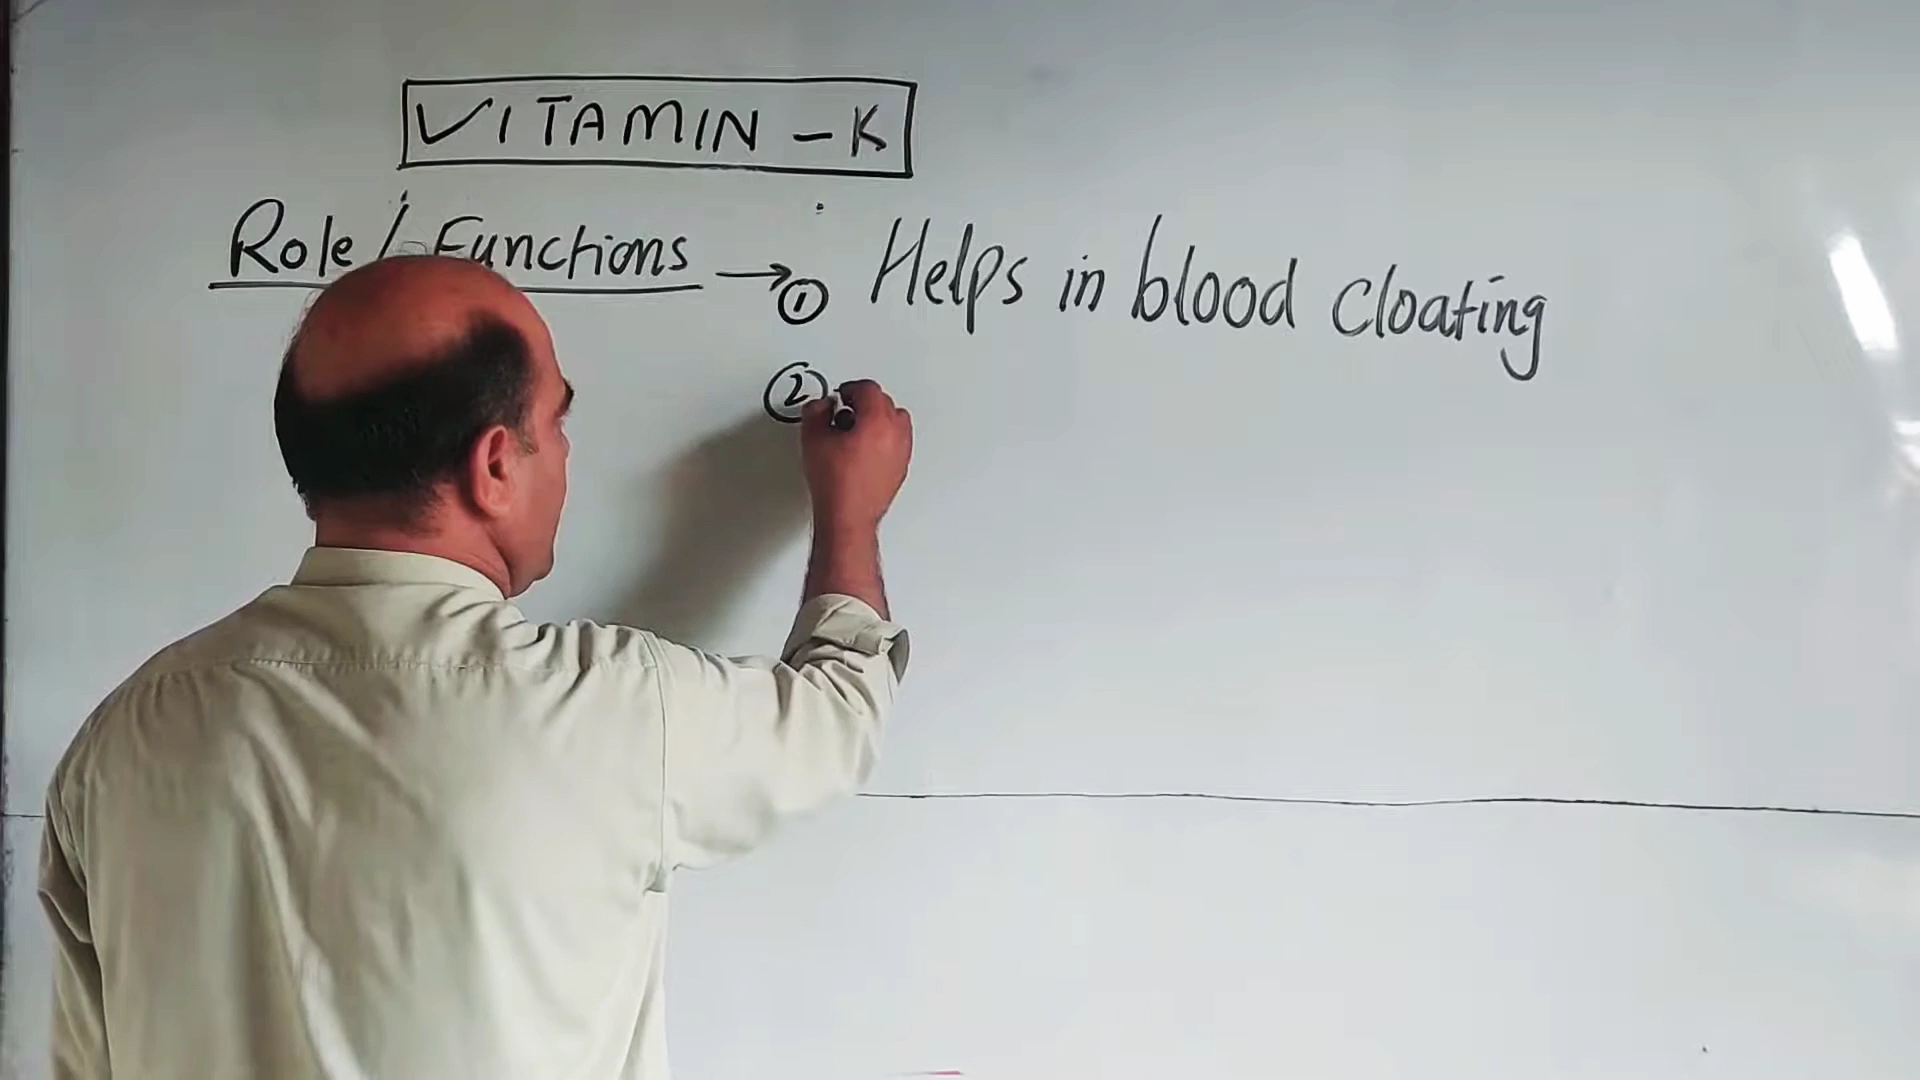 VITAMIN - K
Role / Functions → ① Helps in blood cloating
②